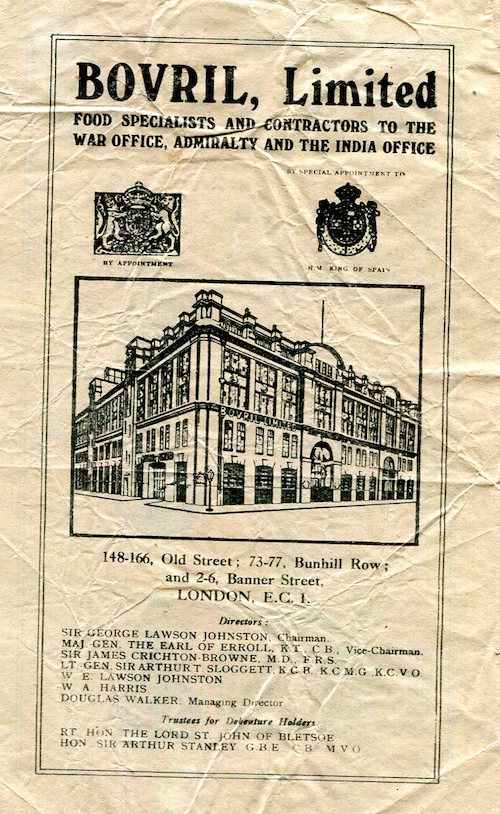 BOVRIL, Limited
FOOD SPECIALISTS AND CONTRACTORS TO THE
WAR OFFICE, ADMIRALTY AND THE INDIA OFFICE
BY SPECIAL APPOINTMENT TO
BY APPOINTMENT
H.M. KING OF SPAIN
BOVRIL LIMITED
148-166, Old Street; 73-77, Bunhill Row;
and 2-6, Banner Street,
LONDON, E.C. 1.
Directors:
SIR GEORGE LAWSON JOHNSTON, Chairman.
MAJ. GEN. THE EARL OF ERROLL, K.T., C.B., Vice-Chairman.
SIR JAMES CRICHTON-BROWNE, M.D., F.R.S.
LT. GEN. SIR ARTHUR T. SLOGGETT, K.C.B., K.C.M.G., K.C.V.O.
W. E. LAWSON JOHNSTON
W. A. HARRIS
DOUGLAS WALKER, Managing Director
Trustees for Debenture Holders
RT. HON. THE LORD ST. JOHN OF BLETSOE
HON. SIR ARTHUR STANLEY, G.B.E., C.B., M.V.O.